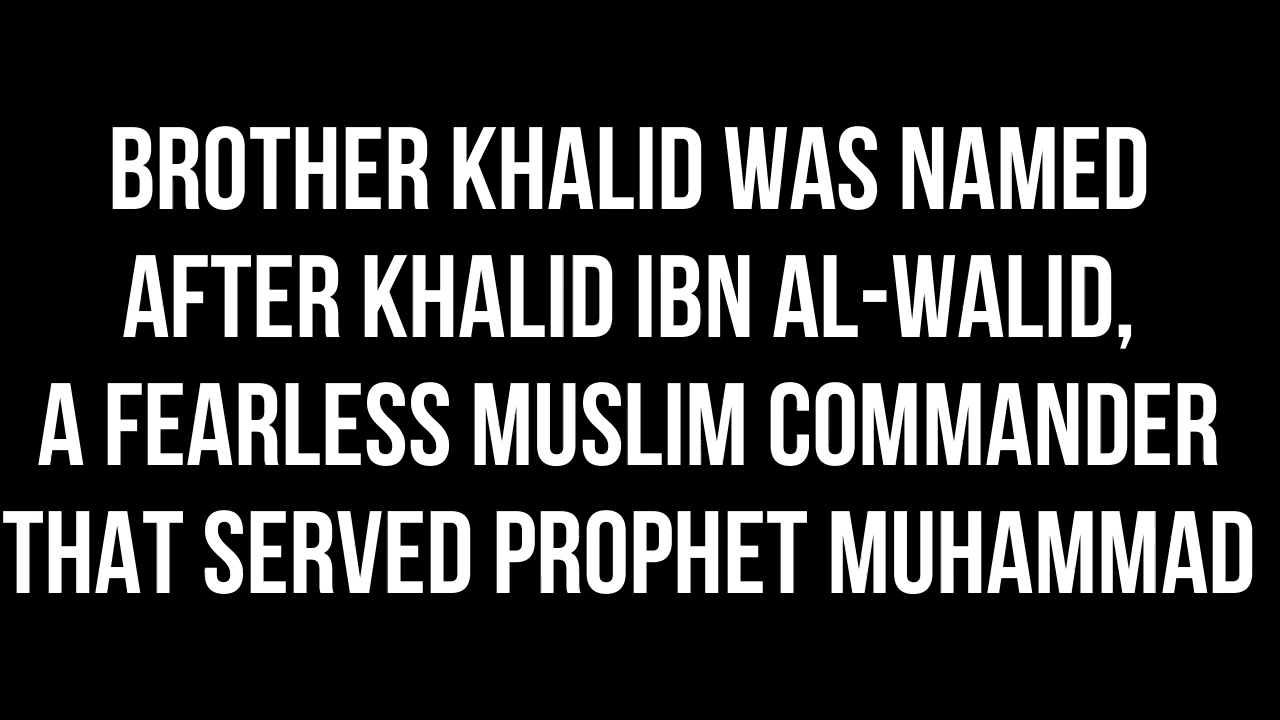 BROTHER KHALID WAS NAMED
AFTER KHALID IBN AL-WALID,
A FEARLESS MUSLIM COMMANDER
THAT SERVED PROPHET MUHAMMAD